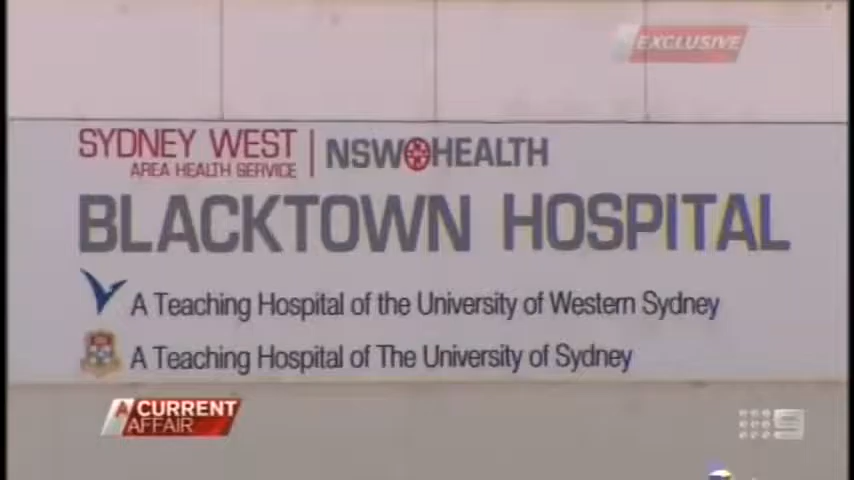 EXCLUSIVE
SYDNEY WEST
AREA HEALTH SERVICE
NSW HEALTH
BLACKTOWN HOSPITAL
A Teaching Hospital of the University of Western Sydney
A Teaching Hospital of The University of Sydney
A CURRENT
AFFAIR
9